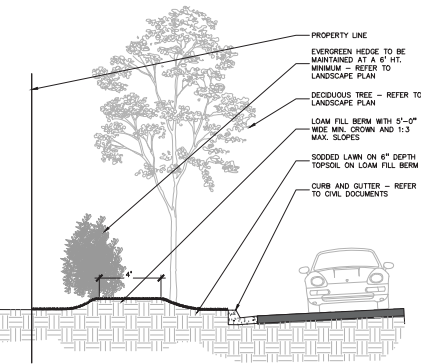 PROPERTY LINE
EVERGREEN HEDGE TO BE
MAINTAINED AT A 6' HT.
MINIMUM – REFER TO
LANDSCAPE PLAN
DECIDUOUS TREE – REFER TO
LANDSCAPE PLAN
LOAM FILL BERM WITH 5'-0"
WIDE MIN. CROWN AND 1:3
MAX. SLOPES
SODDED LAWN ON 6" DEPTH
TOPSOIL ON LOAM FILL BERM
CURB AND GUTTER – REFER
TO CIVIL DOCUMENTS
4'